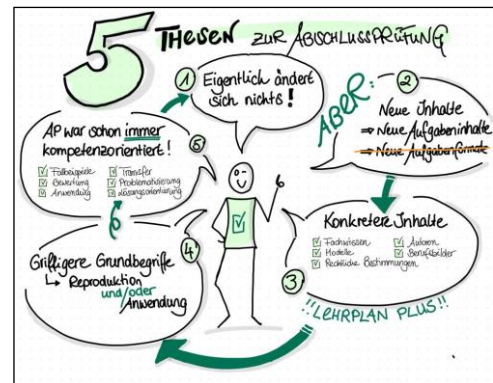 5 THESEN ZUR ABSCHLUSSPRÜFUNG
1
Eigentlich ändert
sich nichts!
ABER:
2
Neue Inhalte
⇒ Neue Aufgabeninhalte
⇒ Neue Aufgabenformate
Konkretere Inhalte
☑ Fachwissen
☑ Autoren
☑ Modelle
☑ Berufsbilder
☑ Rechtliche Bestimmungen
3
!!LEHRPLAN PLUS!!
4
Griffigere Grundbegriffe
↳ Reproduktion
und/oder
Anwendung
5
AP war schon immer
kompetenzorientiert!
☑ Fallbeispiele
☑ Transfer
☑ Bewertung
☑ Problematisierung
☑ Anwendung
☑ Lösungsorientierung